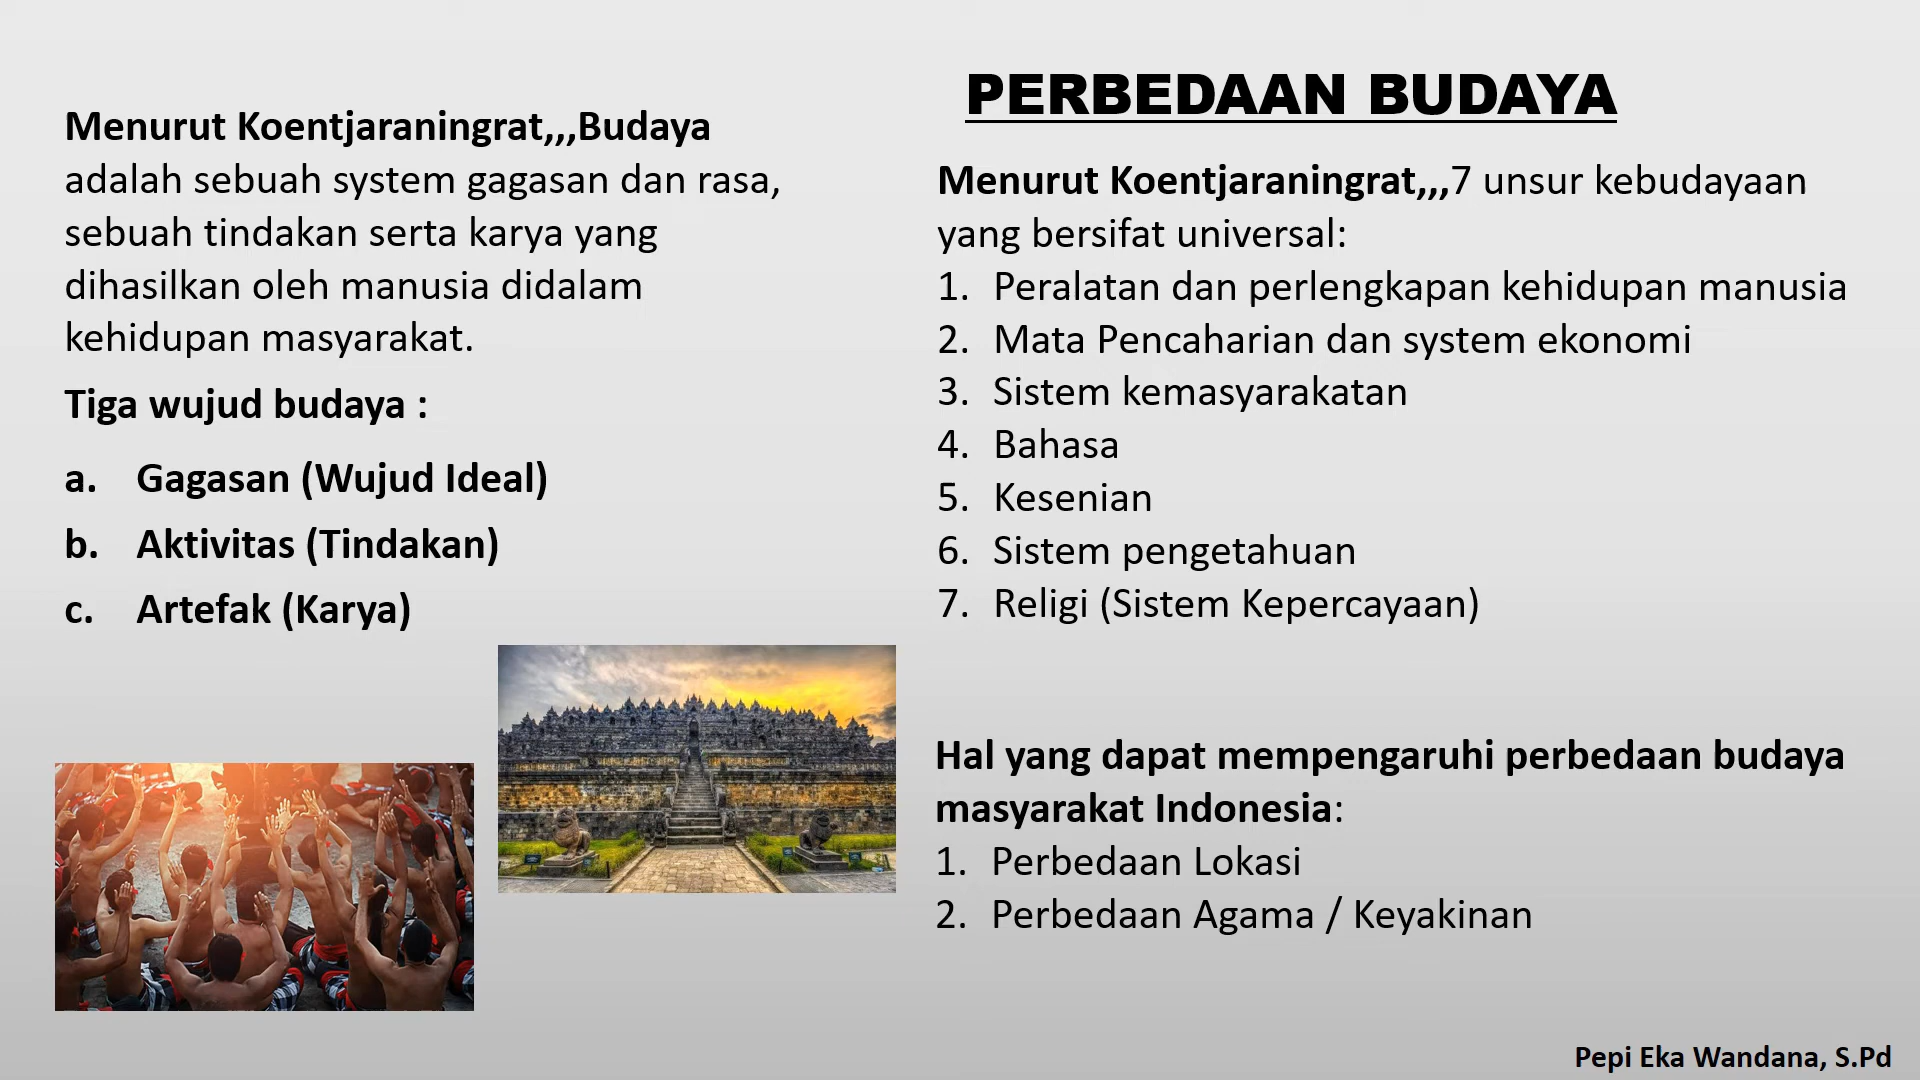 PERBEDAAN BUDAYA
Menurut Koentjaraningrat,,,Budaya
adalah sebuah system gagasan dan rasa,
sebuah tindakan serta karya yang
dihasilkan oleh manusia didalam
kehidupan masyarakat.
Tiga wujud budaya :
a. Gagasan (Wujud Ideal)
b. Aktivitas (Tindakan)
c. Artefak (Karya)
Menurut Koentjaraningrat,,,7 unsur kebudayaan
yang bersifat universal:
1. Peralatan dan perlengkapan kehidupan manusia
2. Mata Pencaharian dan system ekonomi
3. Sistem kemasyarakatan
4. Bahasa
5. Kesenian
6. Sistem pengetahuan
7. Religi (Sistem Kepercayaan)
Hal yang dapat mempengaruhi perbedaan budaya
masyarakat Indonesia:
1. Perbedaan Lokasi
2. Perbedaan Agama / Keyakinan
Pepi Eka Wandana, S.Pd